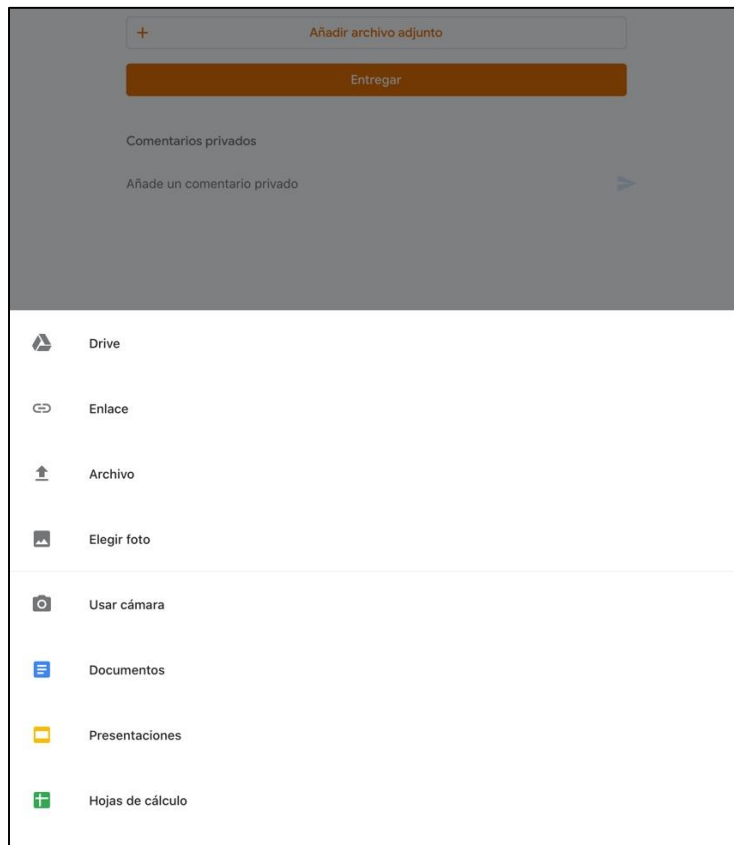 Añadir archivo adjunto
Entregar
Comentarios privados
Añade un comentario privado
Drive
Enlace
Archivo
Elegir foto
Usar cámara
Documentos
Presentaciones
Hojas de cálculo